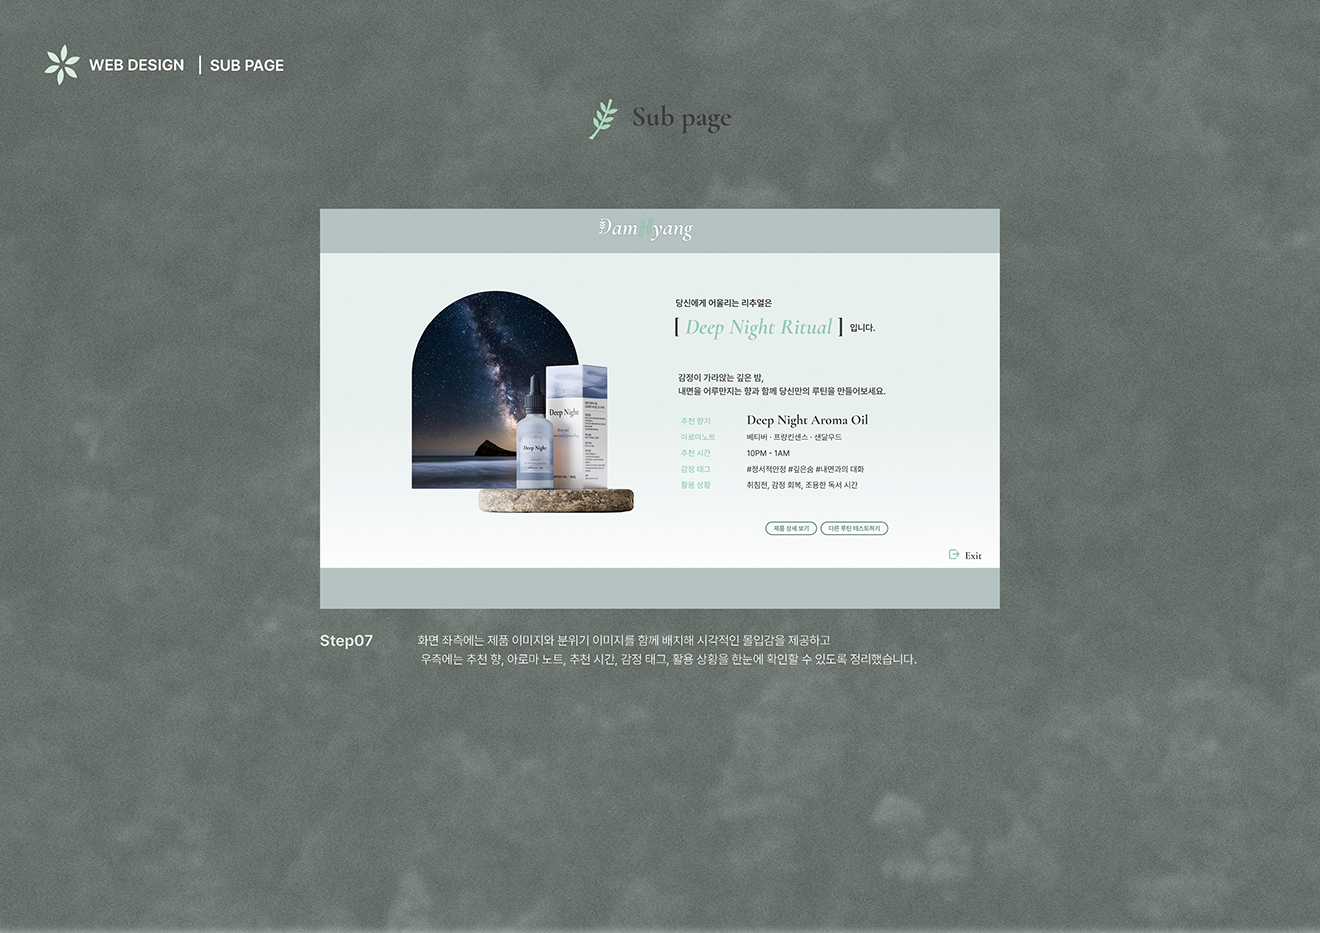 WEB DESIGN | SUB PAGE
Sub page
DamHyang
당신에게 어울리는 리추얼은
[ Deep Night Ritual ] 입니다.
감정이 가라앉는 깊은 밤,
내면을 어루만지는 향과 함께 당신만의 루틴을 만들어보세요.
추천 향기 Deep Night Aroma Oil
아로마노트 베티버 · 프랑킨센스 · 샌달우드
추천 시간 10PM - 1AM
감정 태그 #정서적안정 #깊은숨 #내면과의 대화
활용 상황 취침전, 감정 회복, 조용한 독서 시간
Deep Night
Deep Night
제품 상세 보기 다른 루틴 테스트하기
Exit
Step07 화면 좌측에는 제품 이미지와 분위기 이미지를 함께 배치해 시각적인 몰입감을 제공하고
우측에는 추천 향, 아로마 노트, 추천 시간, 감정 태그, 활용 상황을 한눈에 확인할 수 있도록 정리했습니다.